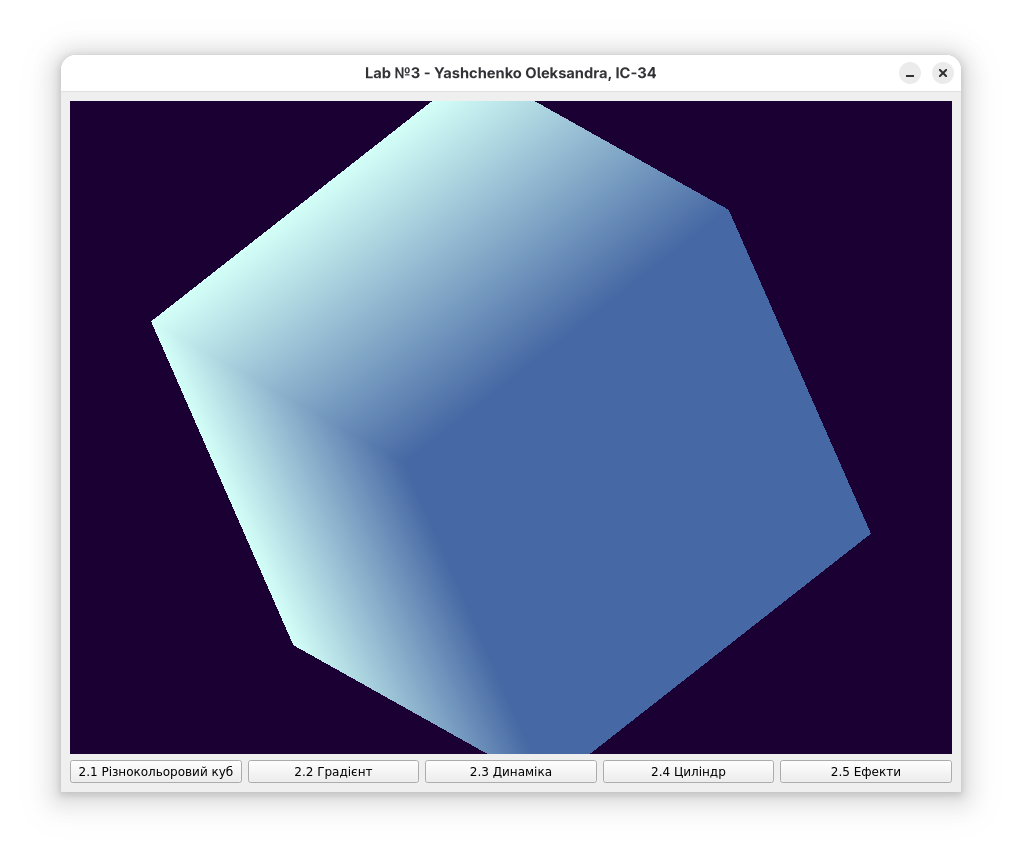 Lab №3 - Yashchenko Oleksandra, IC-34
2.1 Різнокольоровий куб
2.2 Градієнт
2.3 Динаміка
2.4 Циліндр
2.5 Ефекти